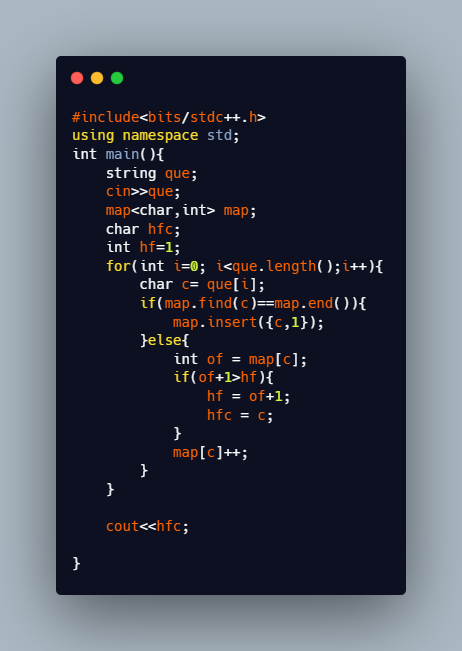 #include<bits/stdc++.h>
using namespace std;
int main(){
    string que;
    cin>>que;
    map<char,int> map;
    char hfc;
    int hf=1;
    for(int i=0; i<que.length();i++){
        char c= que[i];
        if(map.find(c)==map.end()){
            map.insert({c,1});
        }else{
            int of = map[c];
            if(of+1>hf){
                hf = of+1;
                hfc = c;
            }
            map[c]++;
        }
    }

    cout<<hfc;

}